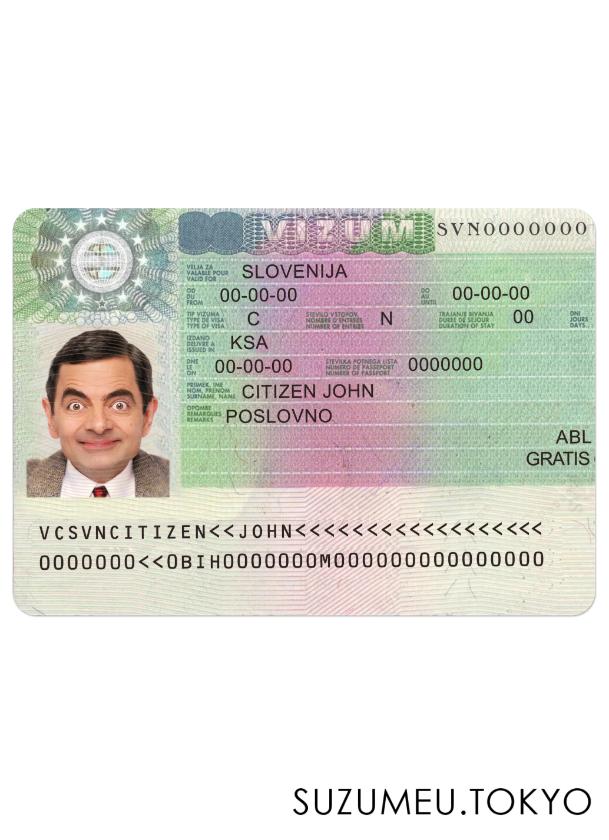 VIZUM SVN0000000
VELJA ZA
VALABLE POUR
VALID FOR
SLOVENIJA
OD
DU
FROM
00-00-00
DO
AU
UNTIL
00-00-00
TIP VIZUMA
TYPE DE VISA
TYPE OF VISA
C
ŠTEVILO VSTOPOV
NOMBRE D'ENTREES
NUMBER OF ENTRIES
N
TRAJANJE BIVANJA
DUREE DE SEJOUR
DURATION OF STAY
00
DNI
JOURS
DAYS
IZDANO
DELIVRE A
ISSUED IN
KSA
DNE
LE
ON
00-00-00
ŠTEVILKA POTNEGA LISTA
NUMERO DE PASSEPORT
NUMBER OF PASSPORT
0000000
PRIIMEK, IME
NOM, PRENOM
SURNAME, NAME
CITIZEN JOHN
OPOMBE
REMARQUES
REMARKS
POSLOVNO
ABL
GRATIS
VCSVNCITIZEN<<JOHN<<<<<<<<<<<<<<<<<<
0000000<<0BIH0000000M000000000000000
SUZUMEU.TOKYO